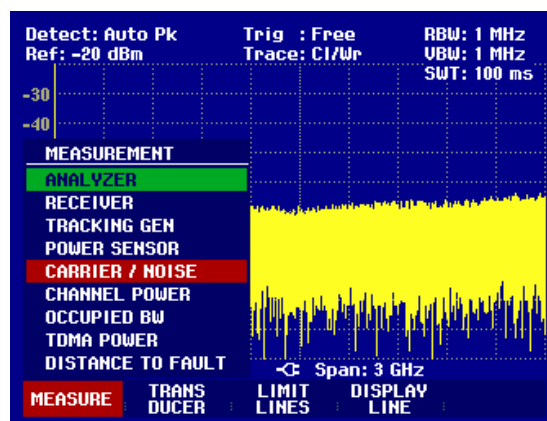 Detect: Auto Pk Trig : Free RBW: 1 MHz
Ref: -20 dBm Trace: Cl/Wr VBW: 1 MHz
SWT: 100 ms
-30
-40
MEASUREMENT
ANALYZER
RECEIVER
TRACKING GEN
POWER SENSOR
CARRIER / NOISE
CHANNEL POWER
OCCUPIED BW
TDMA POWER
DISTANCE TO FAULT
Span: 3 GHz
MEASURE TRANS LIMIT DISPLAY
DUCER LINES LINE